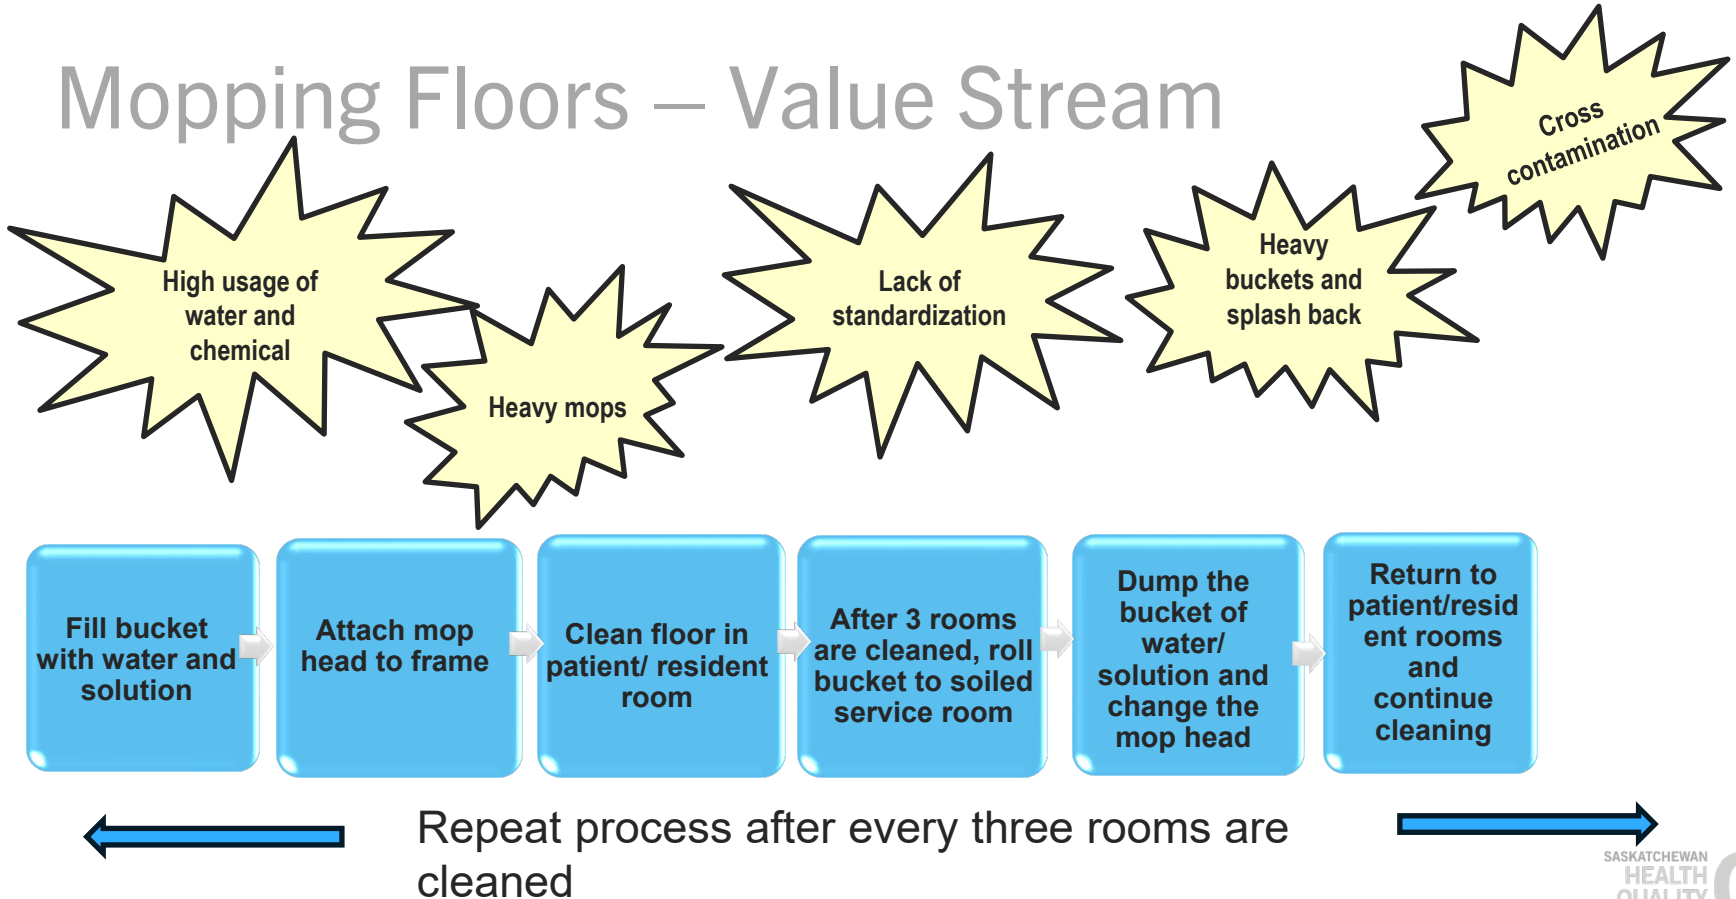 Mopping Floors – Value Stream
Cross
contamination
High usage of
water and
chemical
Heavy mops
Lack of
standardization
Heavy
buckets and
splash back
Fill bucket
with water and
solution
Attach mop
head to frame
Clean floor in
patient/ resident
room
After 3 rooms
are cleaned, roll
bucket to soiled
service room
Dump the
bucket of
water/
solution and
change the
mop head
Return to
patient/resid
ent rooms
and
continue
cleaning
Repeat process after every three rooms are
cleaned
SASKATCHEWAN
HEALTH
QUALITY